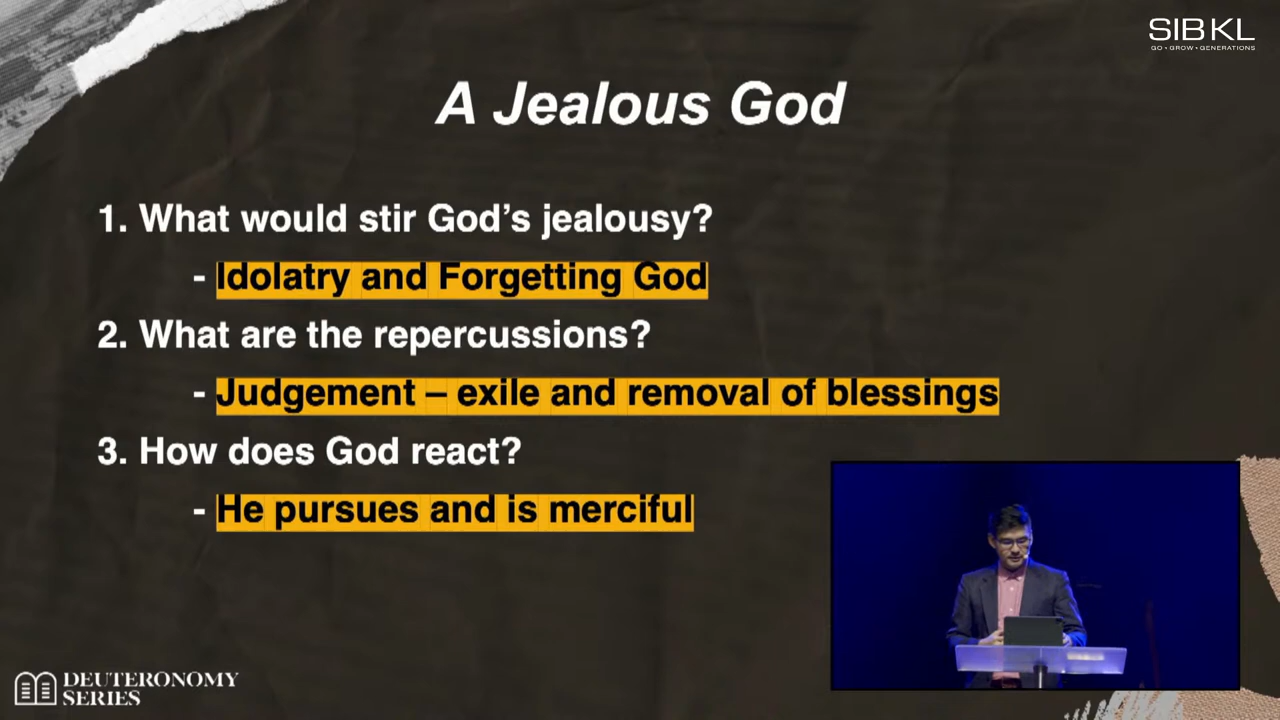 SIBKL
GO • GROW • GENERATIONS
A Jealous God
1. What would stir God’s jealousy?
- Idolatry and Forgetting God
2. What are the repercussions?
- Judgement – exile and removal of blessings
3. How does God react?
- He pursues and is merciful
DEUTERONOMY
SERIES